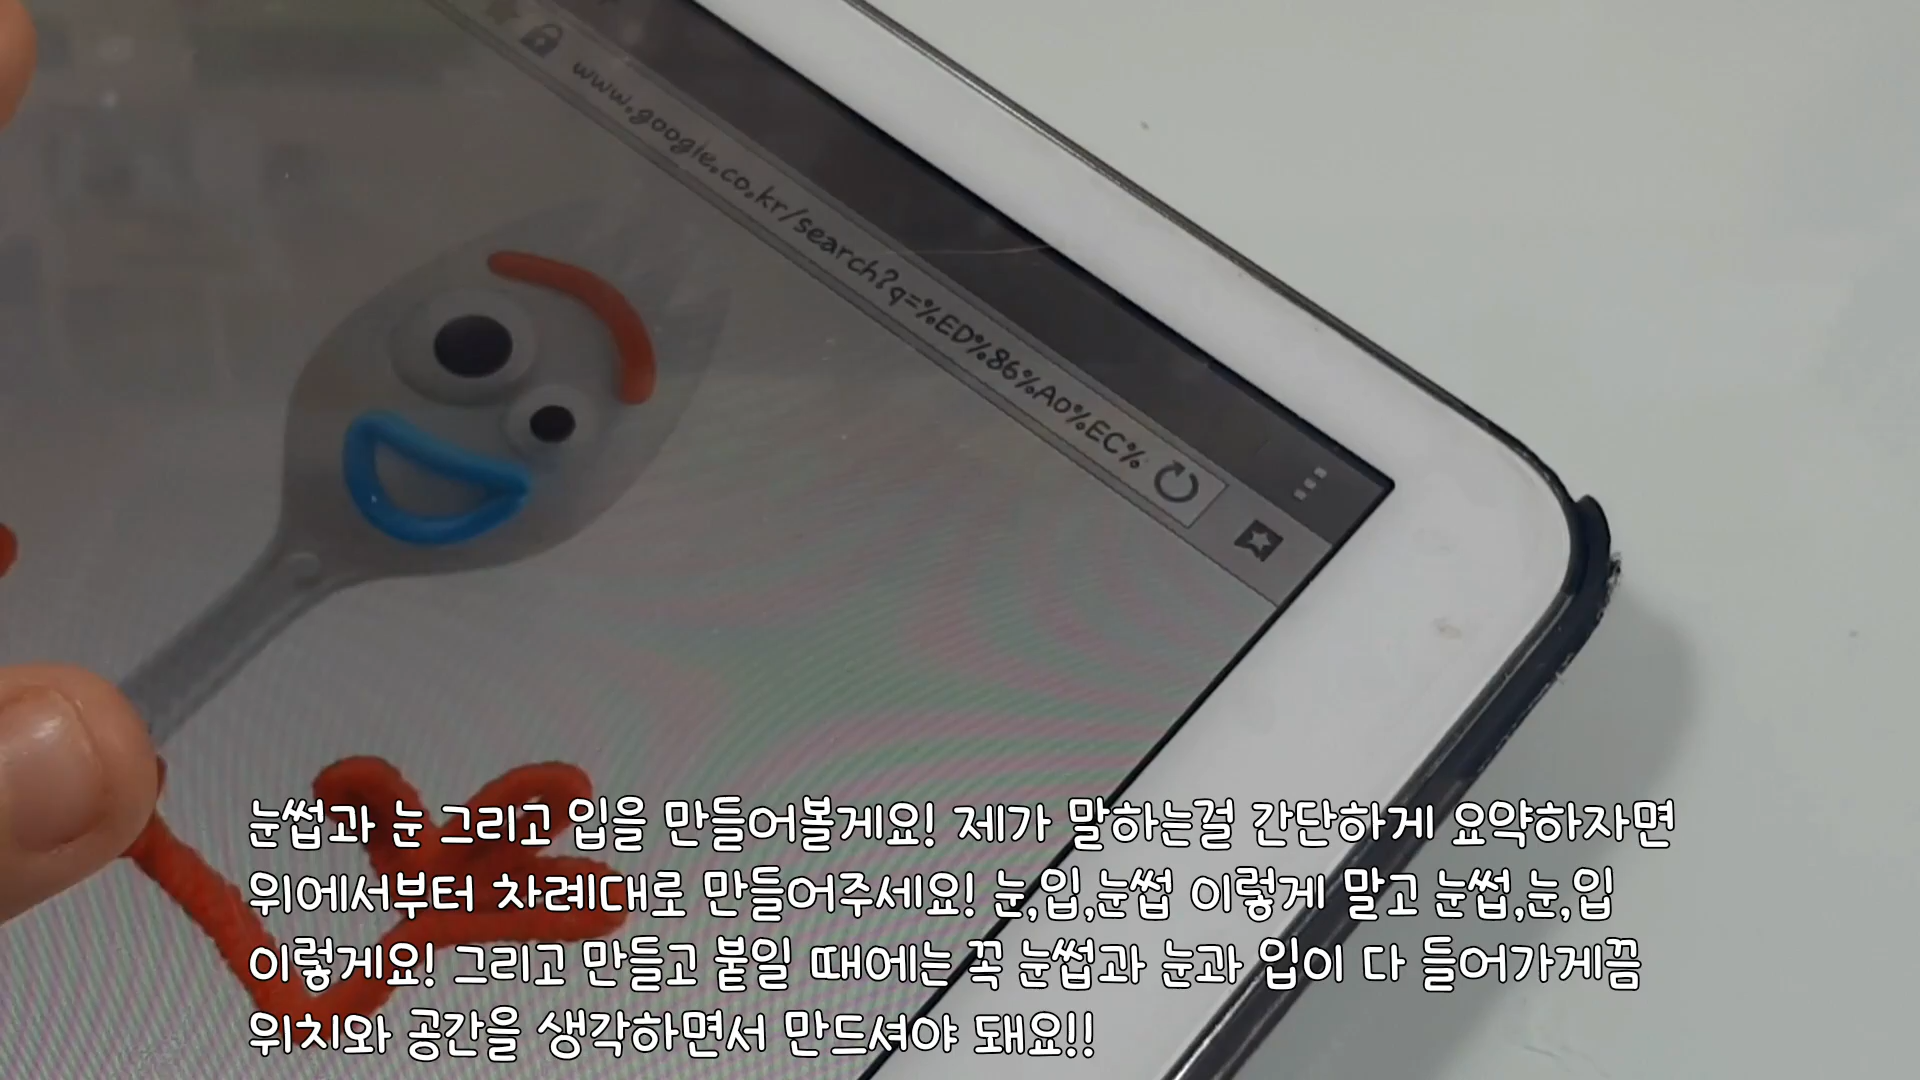 www.google.co.kr/search?q=%ED%86%A0%EC%
눈썹과 눈 그리고 입을 만들어볼게요! 제가 말하는걸 간단하게 요약하자면
위에서부터 차례대로 만들어주세요! 눈,입,눈썹 이렇게 말고 눈썹,눈,입
이렇게요! 그리고 만들고 붙일 때에는 꼭 눈썹과 눈과 입이 다 들어가게끔
위치와 공간을 생각하면서 만드셔야 돼요!!